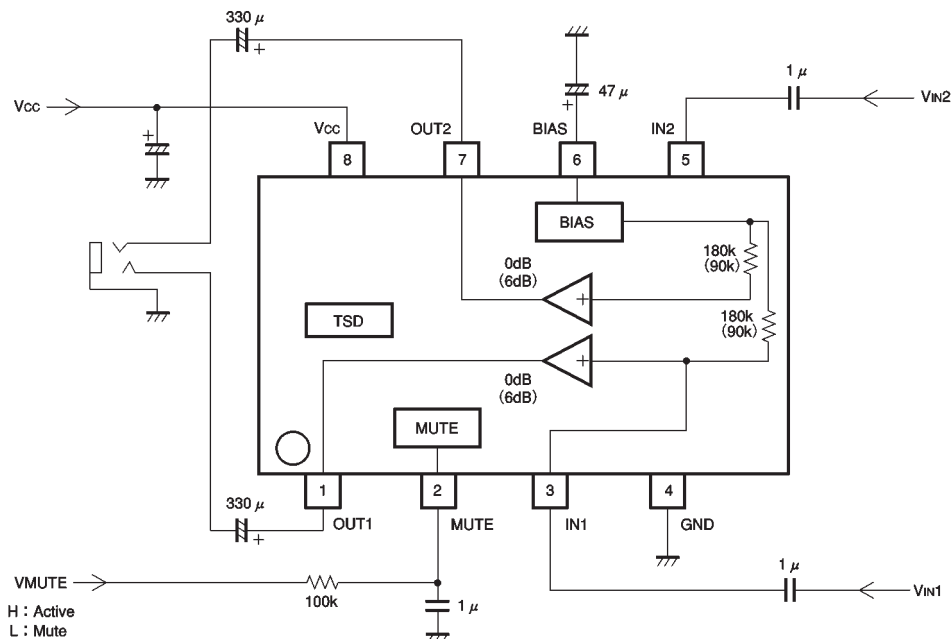 330 μ
+
47 μ
+
1 μ
VCC
VIN2
+
VCC
OUT2
BIAS
IN2
8
7
6
5
BIAS
180k
(90k)
0dB
(6dB)
+
180k
(90k)
TSD
+
0dB
(6dB)
MUTE
1
2
3
4
330 μ
+
OUT1
MUTE
IN1
GND
VMUTE
100k
1 μ
1 μ
VIN1
H : Active
L : Mute